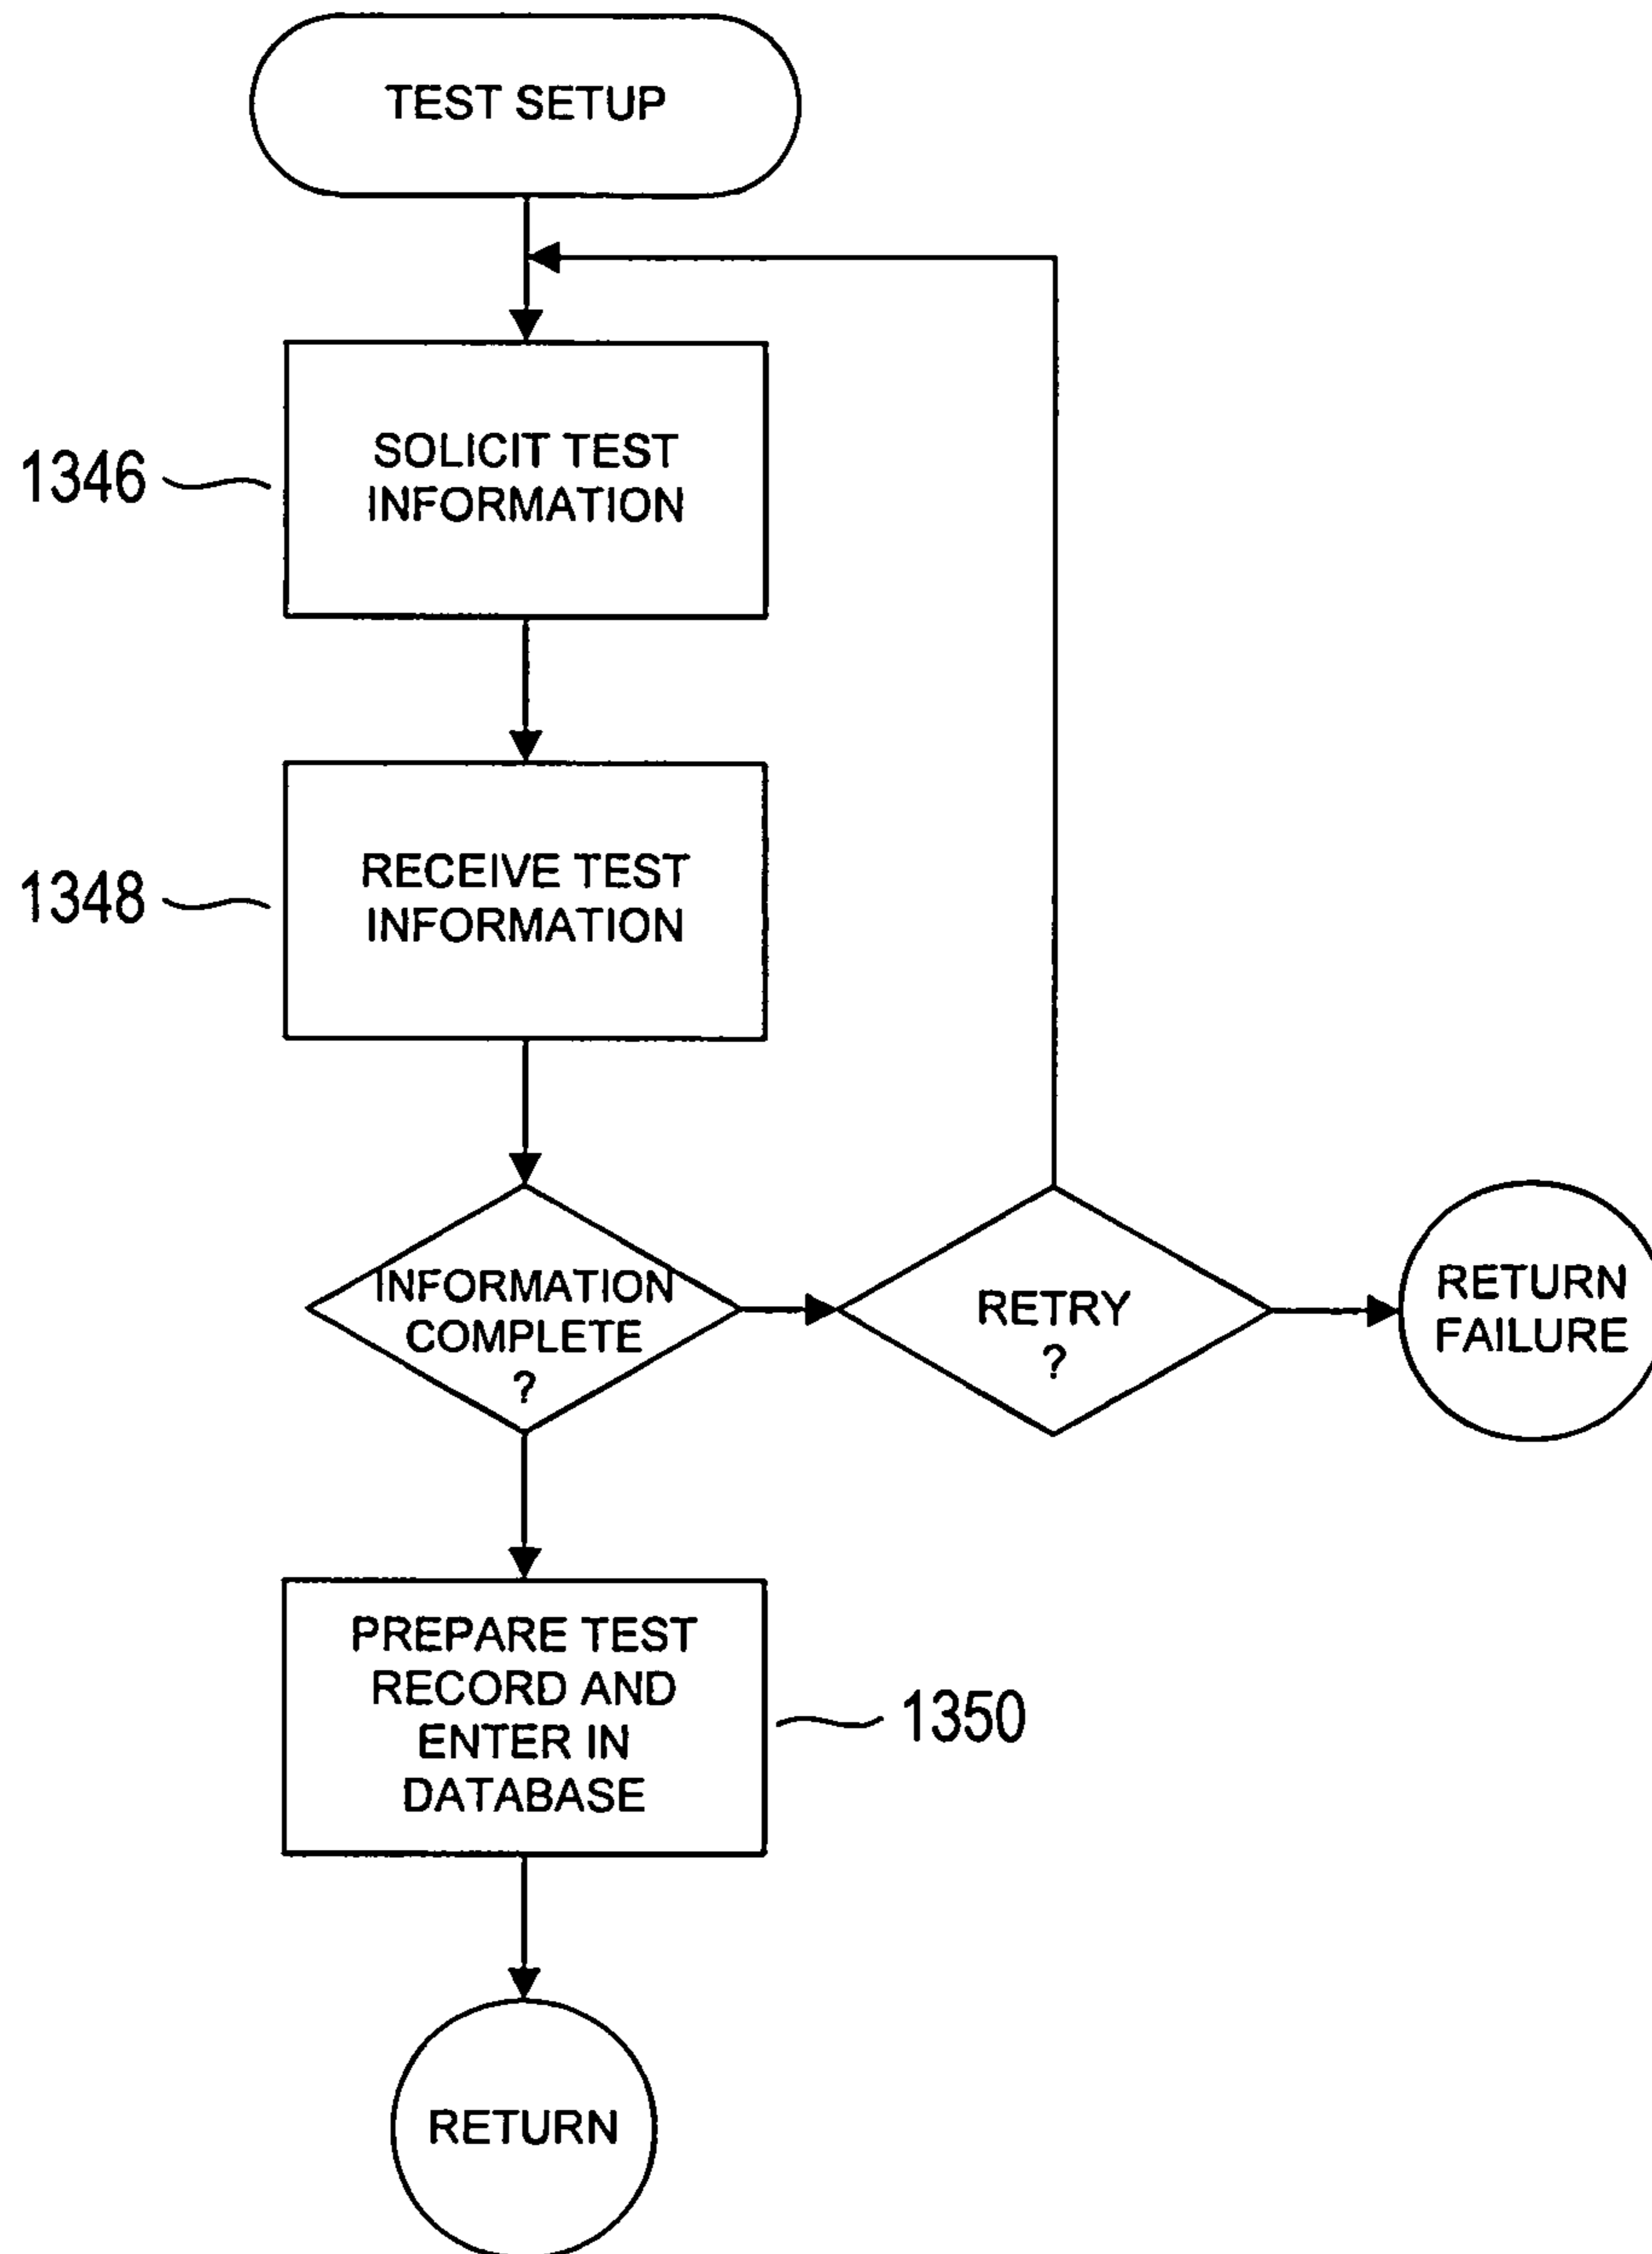 TEST SETUP
1346
SOLICIT TEST
INFORMATION
1348
RECEIVE TEST
INFORMATION
INFORMATION
COMPLETE
?
RETRY
?
RETURN
FAILURE
PREPARE TEST
RECORD AND
ENTER IN
DATABASE
1350
RETURN